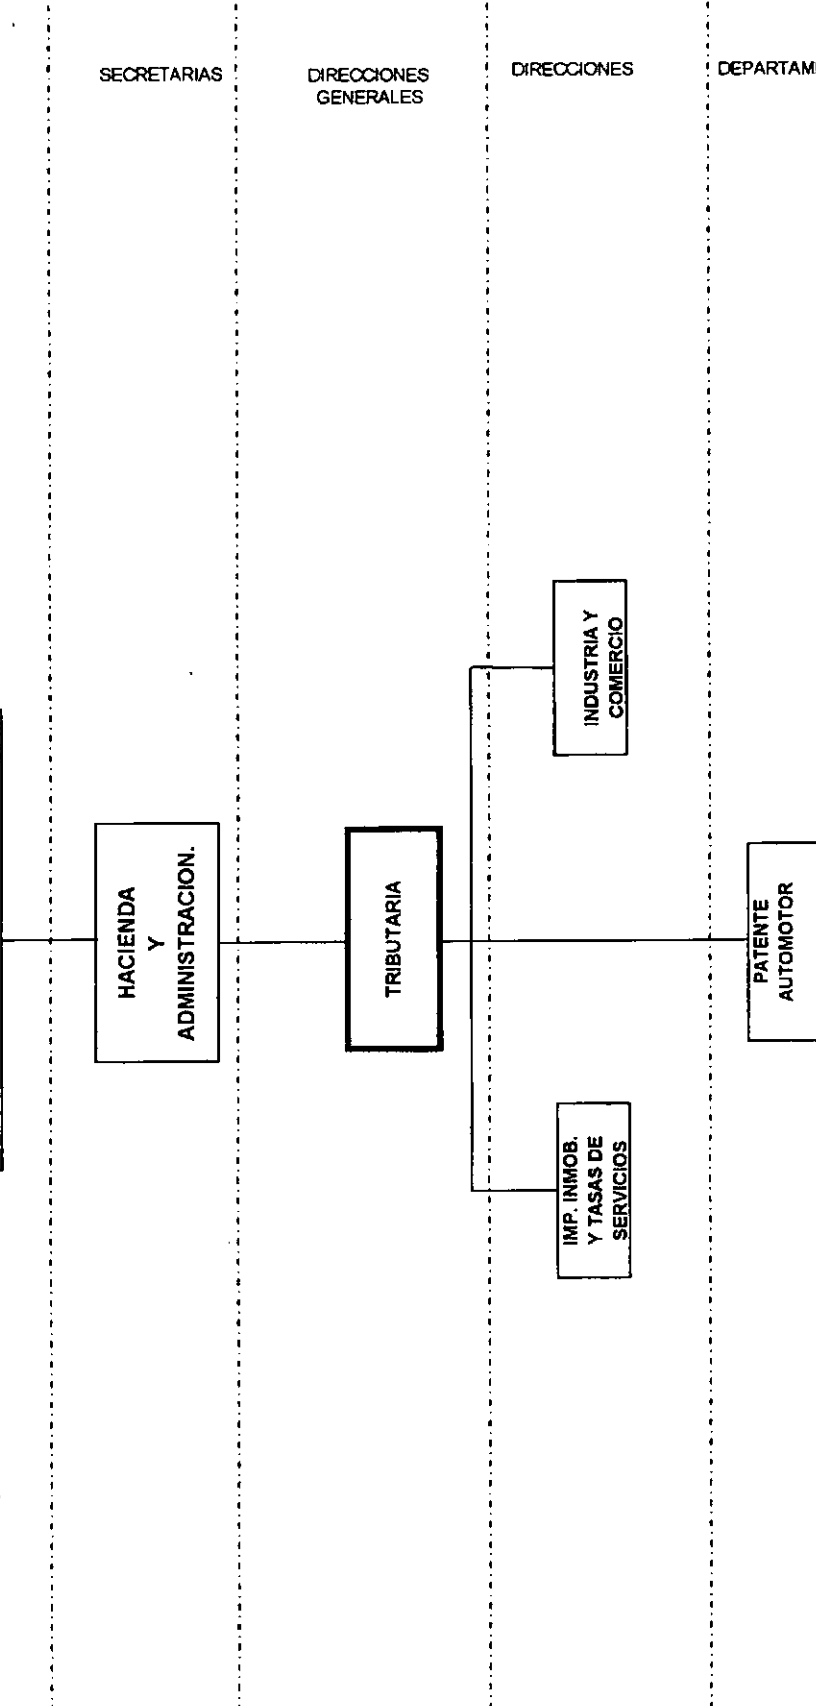 SECRETARIAS
DIRECCIONES
GENERALES
DIRECCIONES
DEPARTAM
HACIENDA
Y
ADMINISTRACION.
TRIBUTARIA
INDUSTRIA Y
COMERCIO
IMP. INMOB.
Y TASAS DE
SERVICIOS
PATENTE
AUTOMOTOR